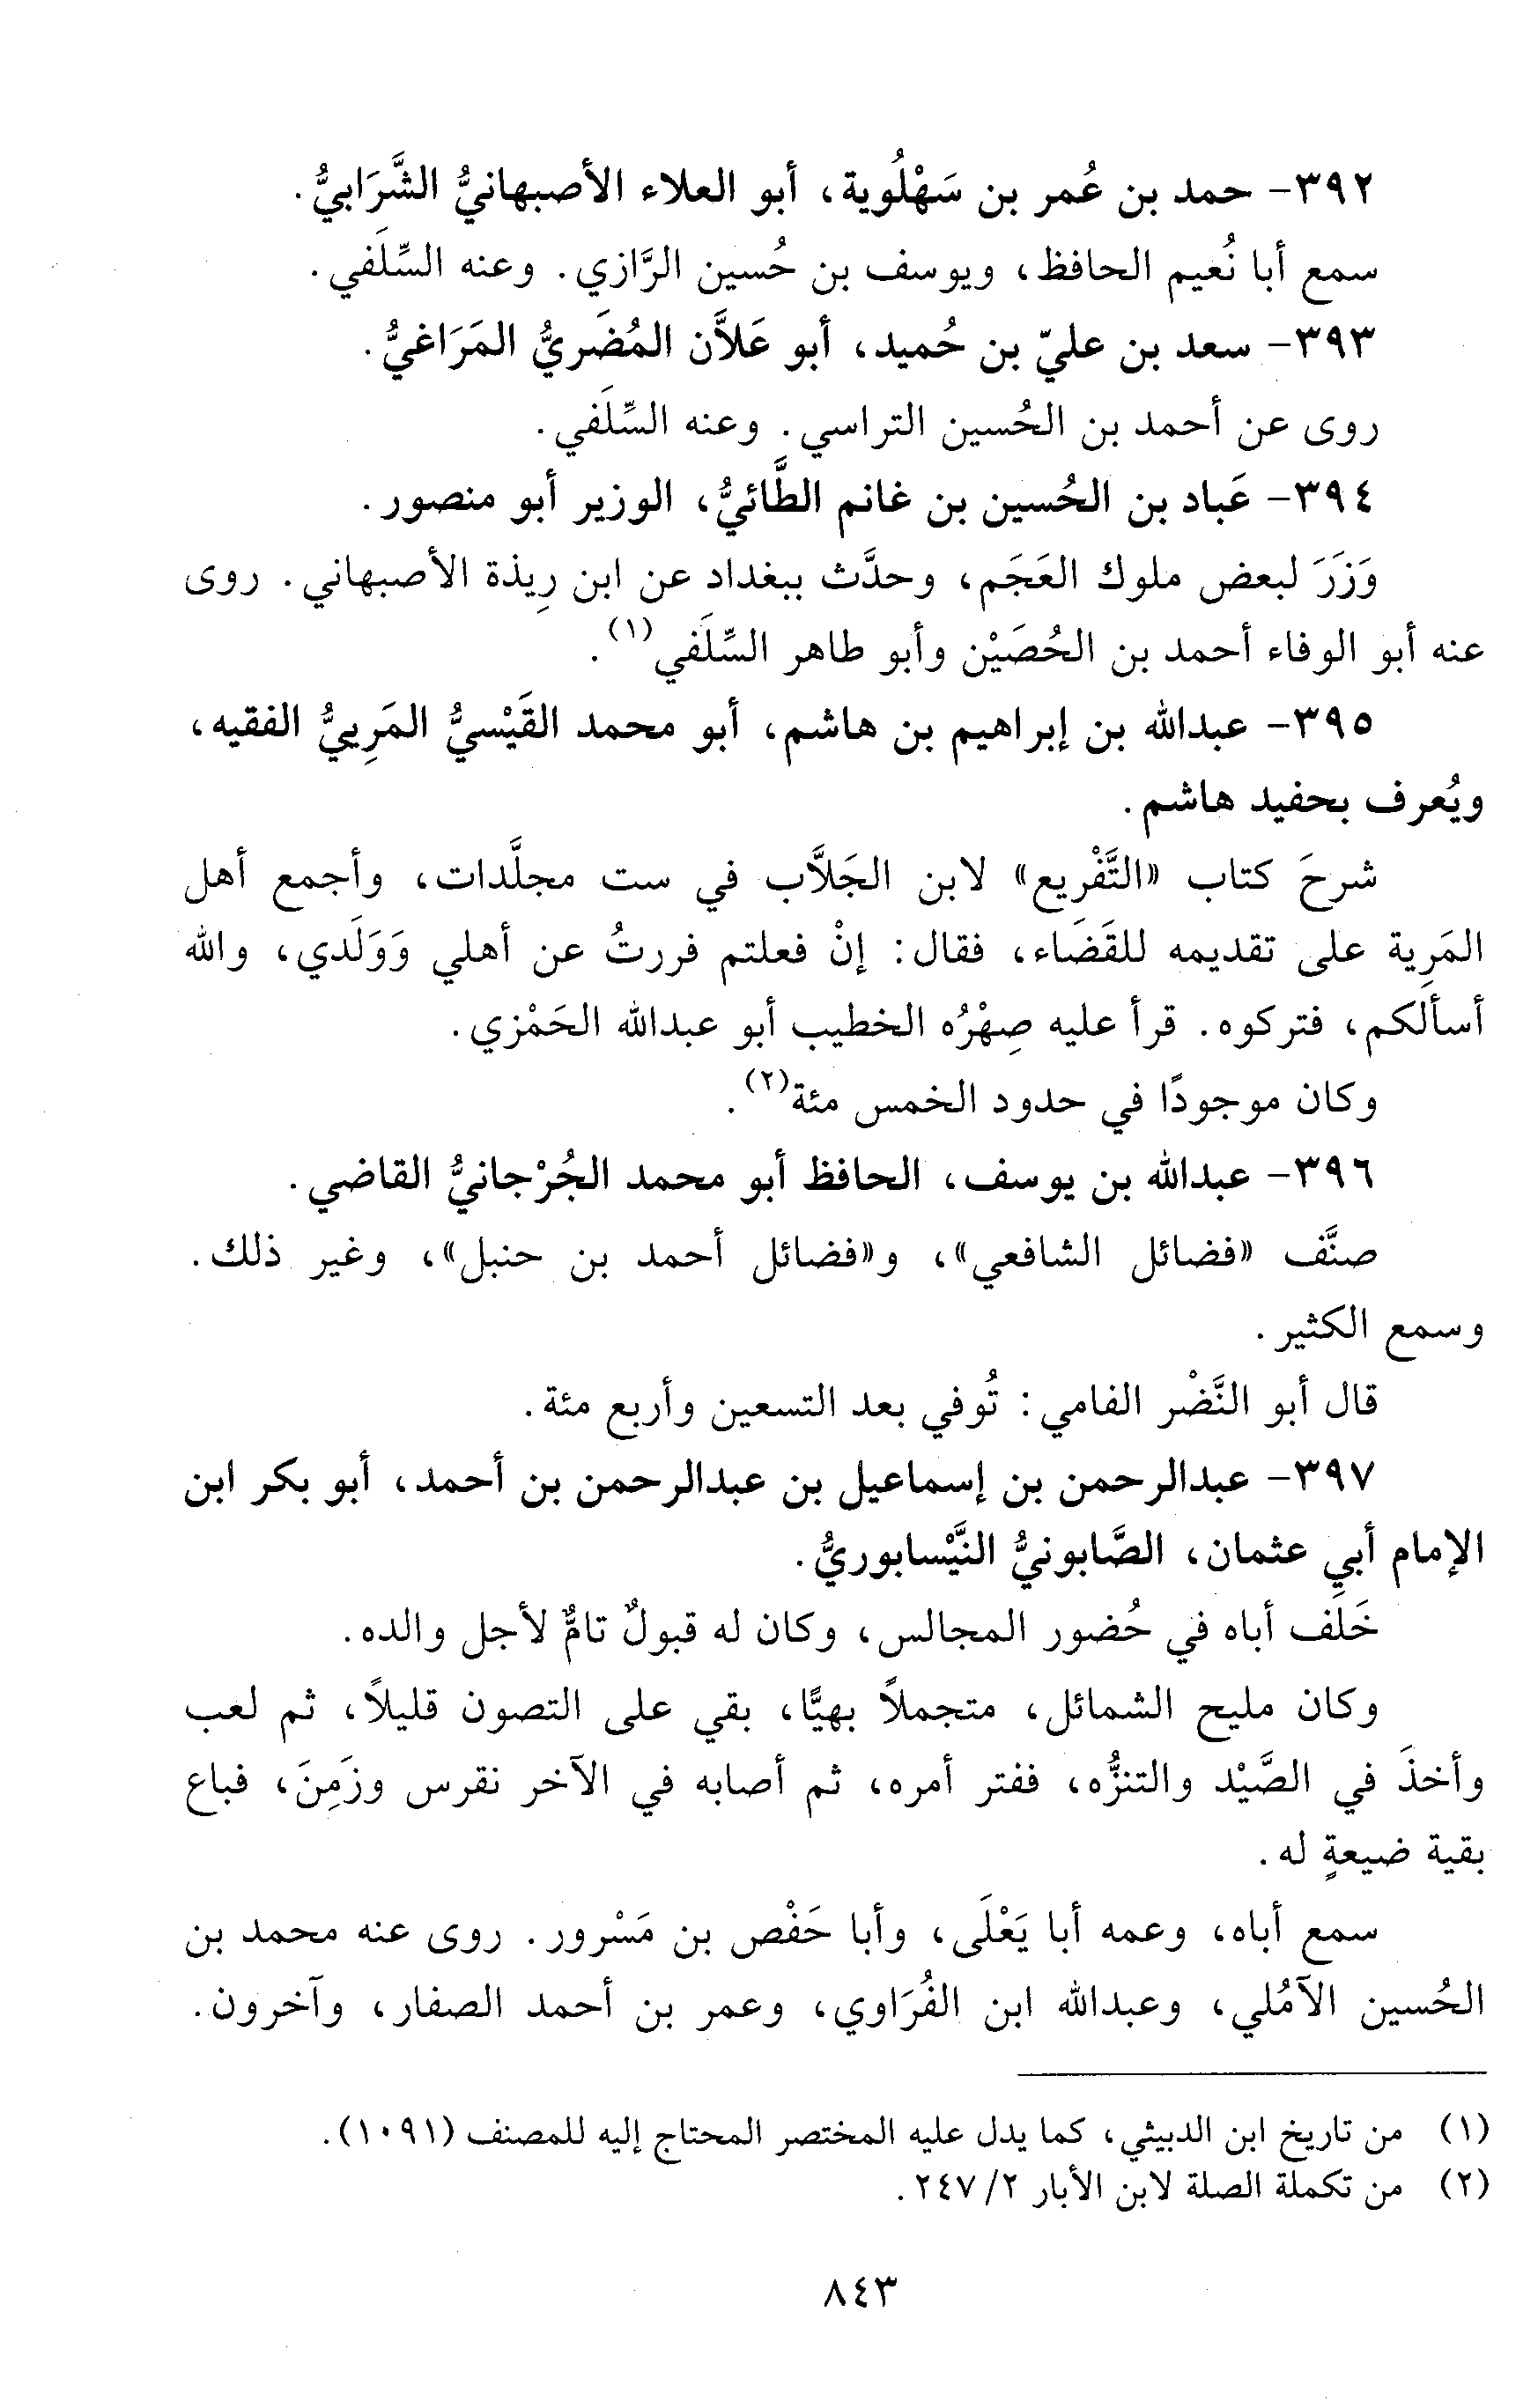 ٣٩٢- حمد بن عُمر بن سَهْلُوية، أبو العلاء الأصبهانيُّ الشَّرَابيُّ.
سمع أبا نُعيم الحافظ، ويوسف بن حُسين الرَّازي. وعنه السِّلَفي.
٣٩٣- سعد بن عليّ بن حُميد، أبو عَلاَّن المُضَريُّ المَرَاغيُّ.
روى عن أحمد بن الحُسين التراسي. وعنه السِّلَفي.
٣٩٤- عَباد بن الحُسين بن غانم الطَّائيُّ، الوزير أبو منصور.
وَزَرَ لبعض ملوك العَجَم، وحدَّث ببغداد عن ابن رِيذة الأصبهاني. روى
عنه أبو الوفاء أحمد بن الحُصَيْن وأبو طاهر السِّلَفي(١).
٣٩٥- عبدالله بن إبراهيم بن هاشم، أبو محمد القَيْسيُّ المَرِييُّ الفقيه،
ويُعرف بحفيد هاشم.
شرحَ كتاب «التَّفْريع» لابن الجَلاَّب في ست مجلَّدات، وأجمع أهل
المَرِية على تقديمه للقَضَاء، فقال: إنْ فعلتم فررتُ عن أهلي وَوَلَدي، والله
أسألكم، فتركوه. قرأ عليه صِهْرُه الخطيب أبو عبدالله الحَمْزي.
وكان موجودًا في حدود الخمس مئة(٢).
٣٩٦- عبدالله بن يوسف، الحافظ أبو محمد الجُرْجانيُّ القاضي.
صنَّف «فضائل الشافعي»، و«فضائل أحمد بن حنبل»، وغير ذلك.
وسمع الكثير.
قال أبو النَّضْر الفامي: تُوفي بعد التسعين وأربع مئة.
٣٩٧- عبدالرحمن بن إسماعيل بن عبدالرحمن بن أحمد، أبو بكر ابن
الإمام أبي عثمان، الصَّابونيُّ النَّيْسابوريُّ.
خَلِف أباه في حُضور المجالس، وكان له قبولٌ تامٌّ لأجل والده.
وكان مليح الشمائل، متجملاً بهيًّا، بقي على التصون قليلاً، ثم لعب
وأخذَ في الصَّيْد والتنزُّه، ففتر أمره، ثم أصابه في الآخر نقرس وزَمِنَ، فباع
بقية ضيعةٍ له.
سمع أباه، وعمه أبا يَعْلَى، وأبا حَفْص بن مَسْرور. روى عنه محمد بن
الحُسين الآمُلي، وعبدالله ابن الفُرَاوي، وعمر بن أحمد الصفار، وآخرون.
(١) من تاريخ ابن الدبيثي، كما يدل عليه المختصر المحتاج إليه للمصنف (١٠٩١).
(٢) من تكملة الصلة لابن الأبار ٢/ ٢٤٧.
٨٤٣